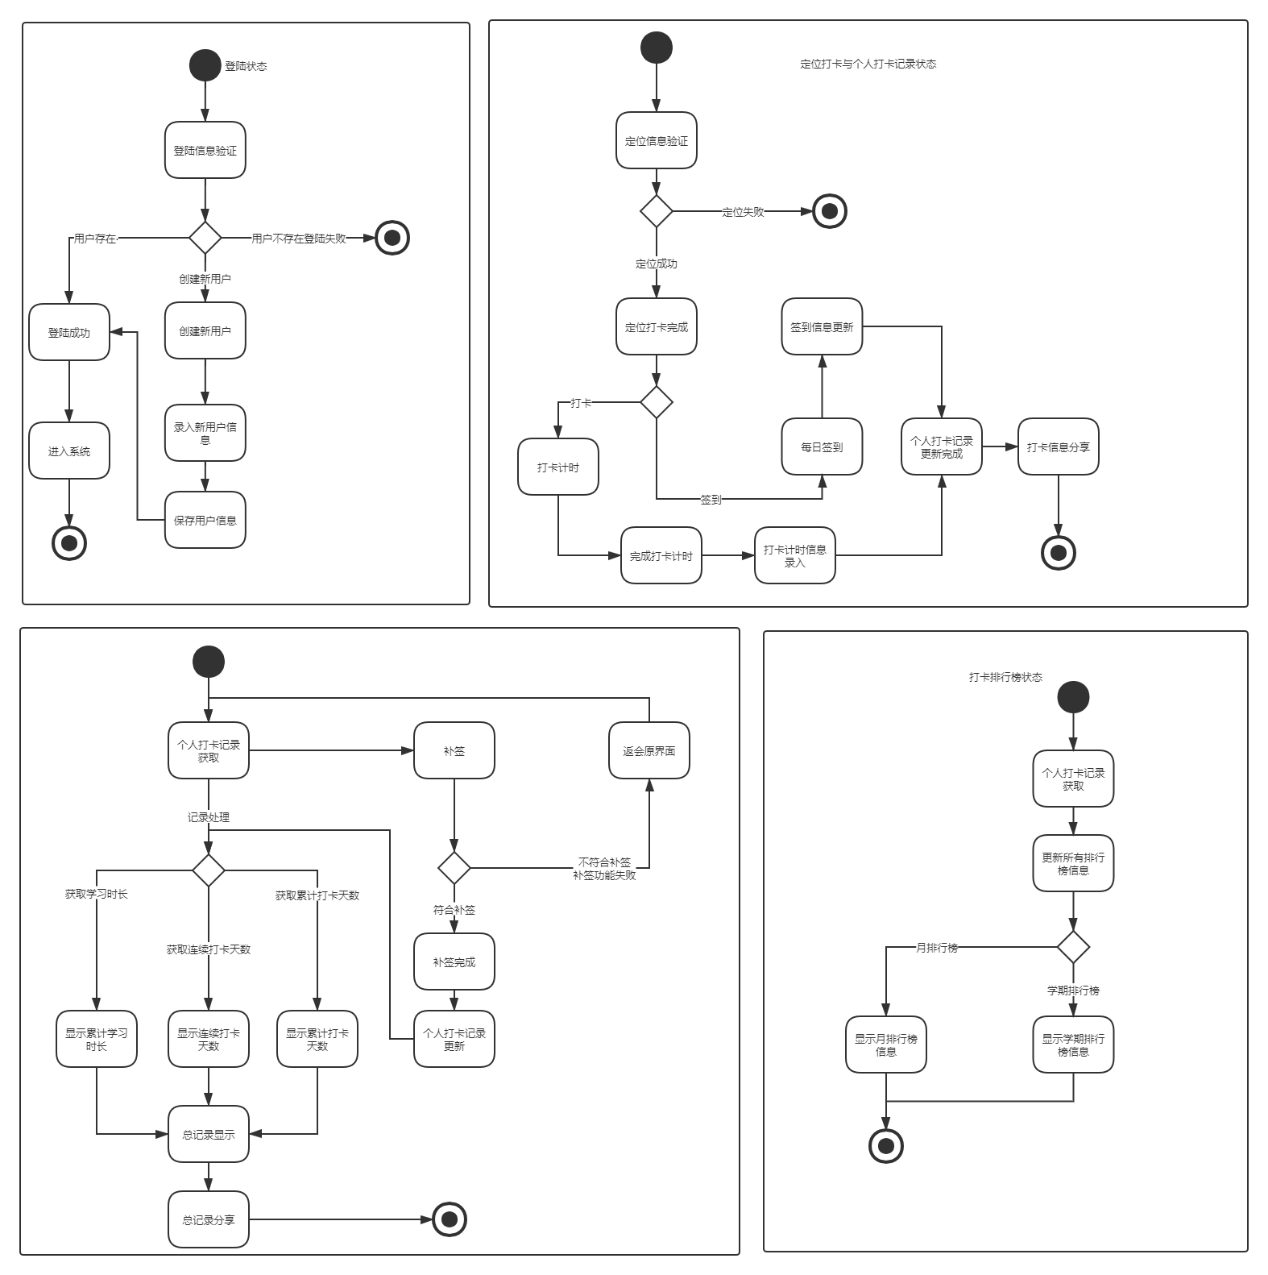 登陆状态
登陆信息验证
用户存在
用户不存在登陆失败
创建新用户
登陆成功
创建新用户
录入新用户信
息
进入系统
保存用户信息
定位打卡与个人打卡记录状态
定位信息验证
定位失败
定位成功
定位打卡完成
签到信息更新
打卡
打卡计时
每日签到
个人打卡记录
更新完成
打卡信息分享
签到
完成打卡计时
打卡计时信息
录入
个人打卡记录
获取
补签
返会原界面
记录处理
不符合补签
补签功能失败
获取学习时长
获取累计打卡天数
符合补签
获取连续打卡天数
补签完成
显示累计学习
时长
显示连续打卡
天数
显示累计打卡
天数
个人打卡记录
更新
总记录显示
总记录分享
打卡排行榜状态
个人打卡记录
获取
更新所有排行
榜信息
月排行榜
学期排行榜
显示月排行榜
信息
显示学期排行
榜信息